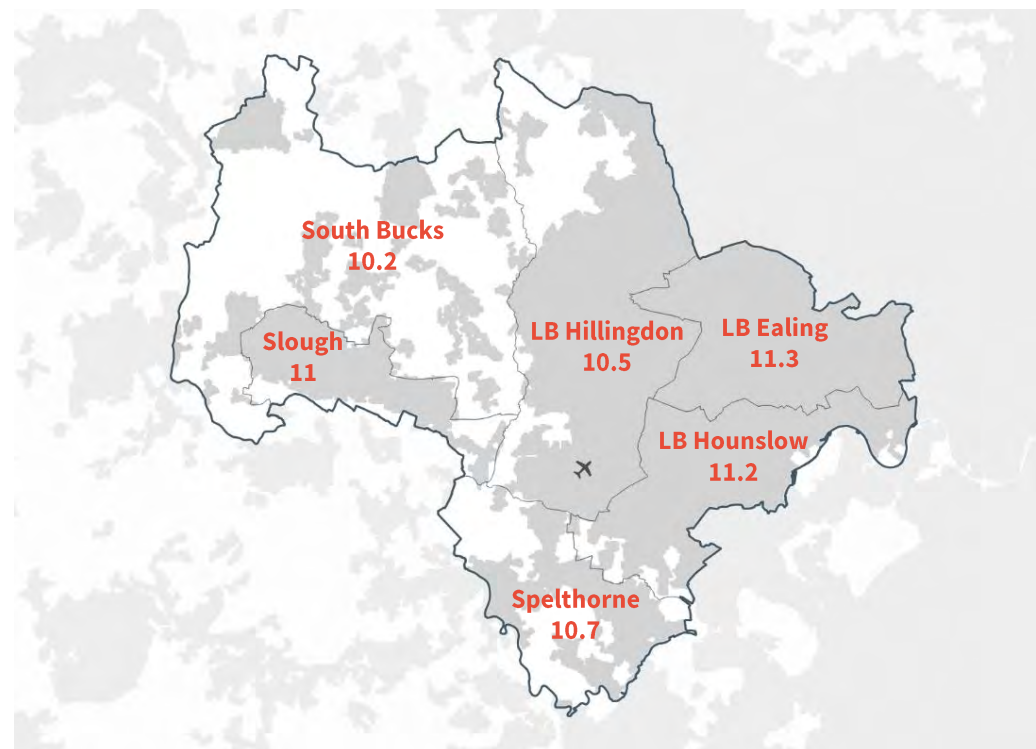 South Bucks
10.2
Slough
11
LB Hillingdon
10.5
LB Ealing
11.3
LB Hounslow
11.2
Spelthorne
10.7